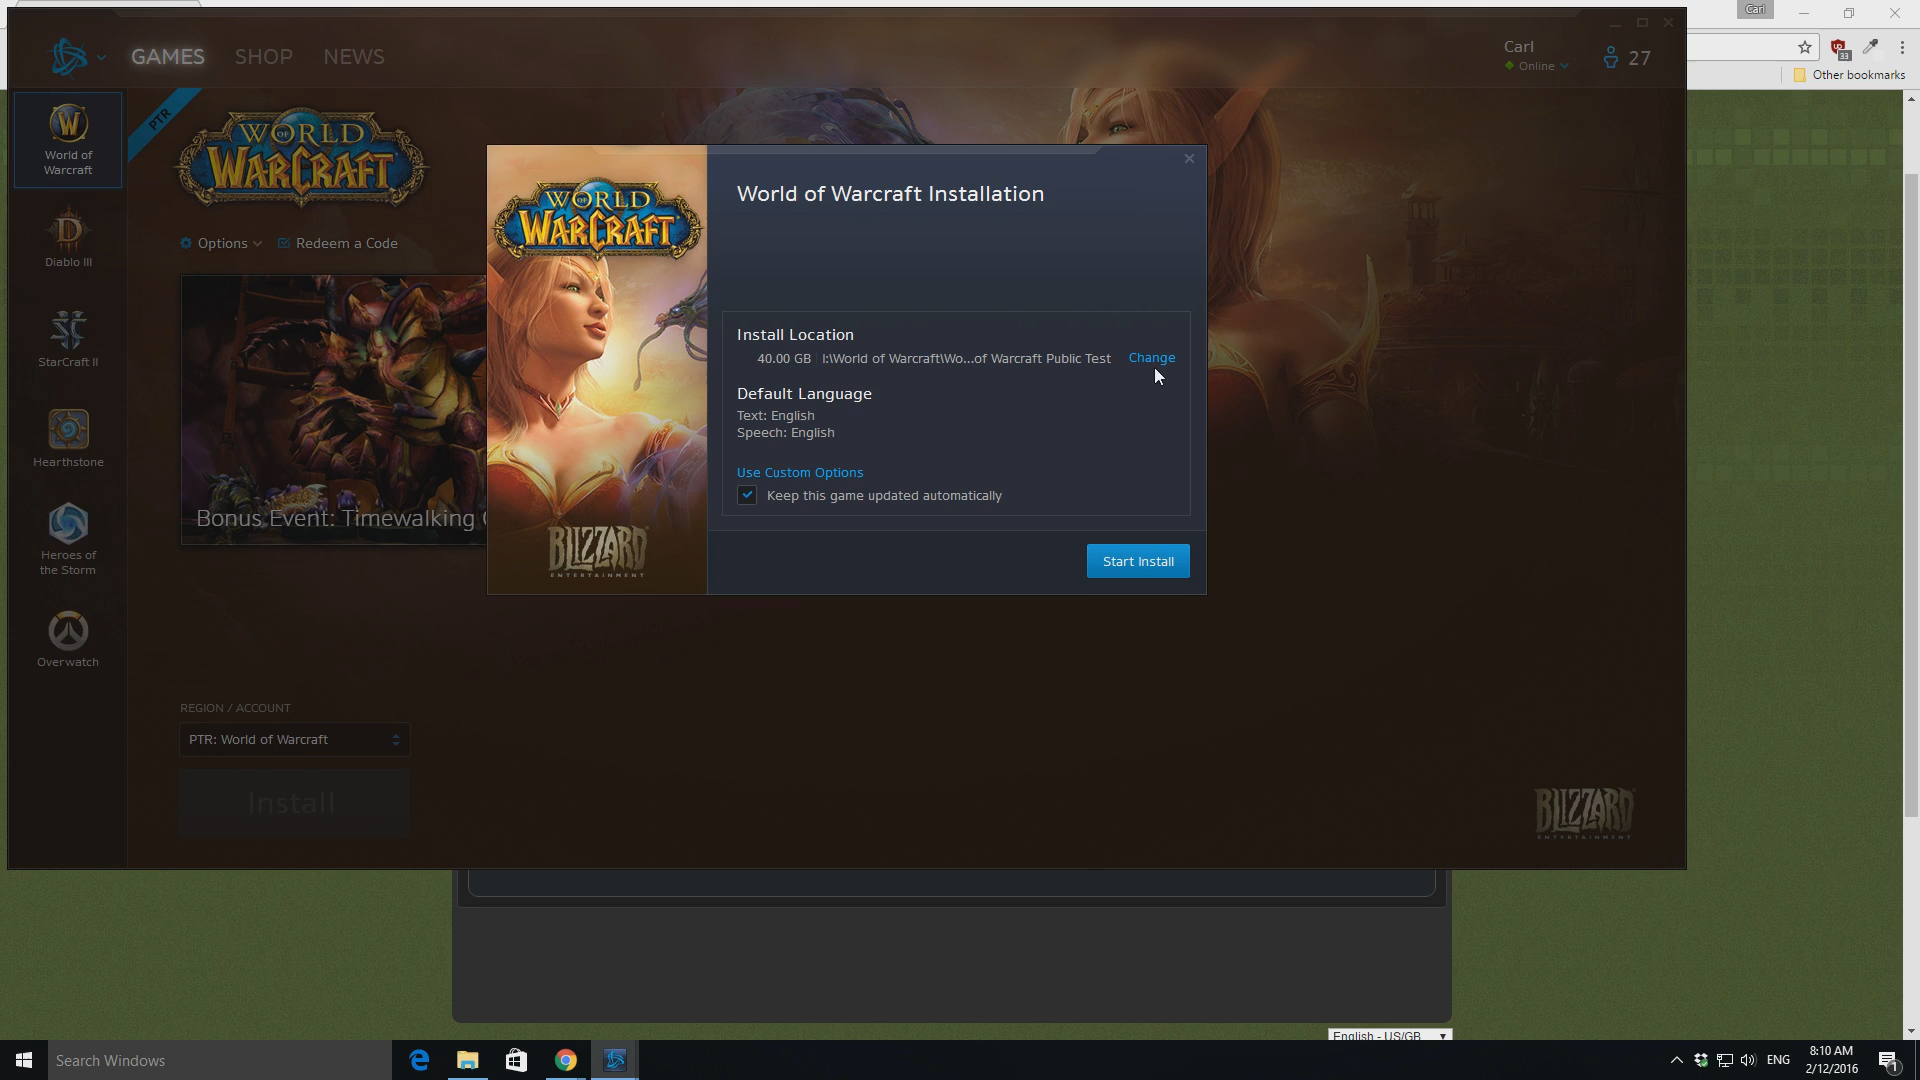 Carl
GAMES
SHOP
NEWS
Carl
Online
27
Other bookmarks
33
World of
Warcraft
Diablo III
StarCraft II
Hearthstone
Heroes of
the Storm
Overwatch
PTR
WORLD
OF
WARCRAFT
Options
Redeem a Code
Bonus Event: Timewalking
WORLD
OF
WARCRAFT
BLIZZARD
ENTERTAINMENT
World of Warcraft Installation
Install Location
40.00 GB
I:\World of Warcraft\Wo...of Warcraft Public Test
Change
Default Language
Text: English
Speech: English
Use Custom Options
Keep this game updated automatically
Start Install
REGION / ACCOUNT
PTR: World of Warcraft
Install
BLIZZARD
ENTERTAINMENT
English - US/GB
Search Windows
ENG
8:10 AM
2/12/2016
1